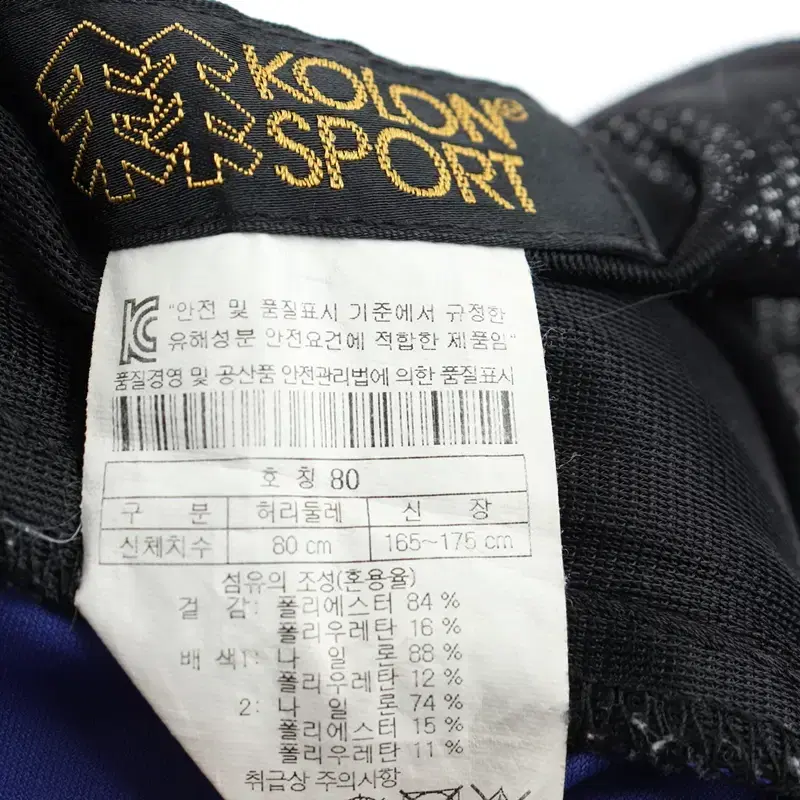 KOLON®
SPORT
"안전 및 품질표시 기준에서 규정한
유해성분 안전요건에 적합한 제품임"
품질경영 및 공산품 안전관리법에 의한 품질표시
호 칭 80
구 분 허리둘레 신 장
신체치수 80 cm 165~175 cm
섬유의 조성(혼용율)
겉 감: 폴리에스터 84 %
폴리우레탄 16 %
배 색1: 나 일 론 88 %
폴리우레탄 12 %
2: 나 일 론 74 %
폴리에스터 15 %
폴리우레탄 11 %
취급상 주의사항